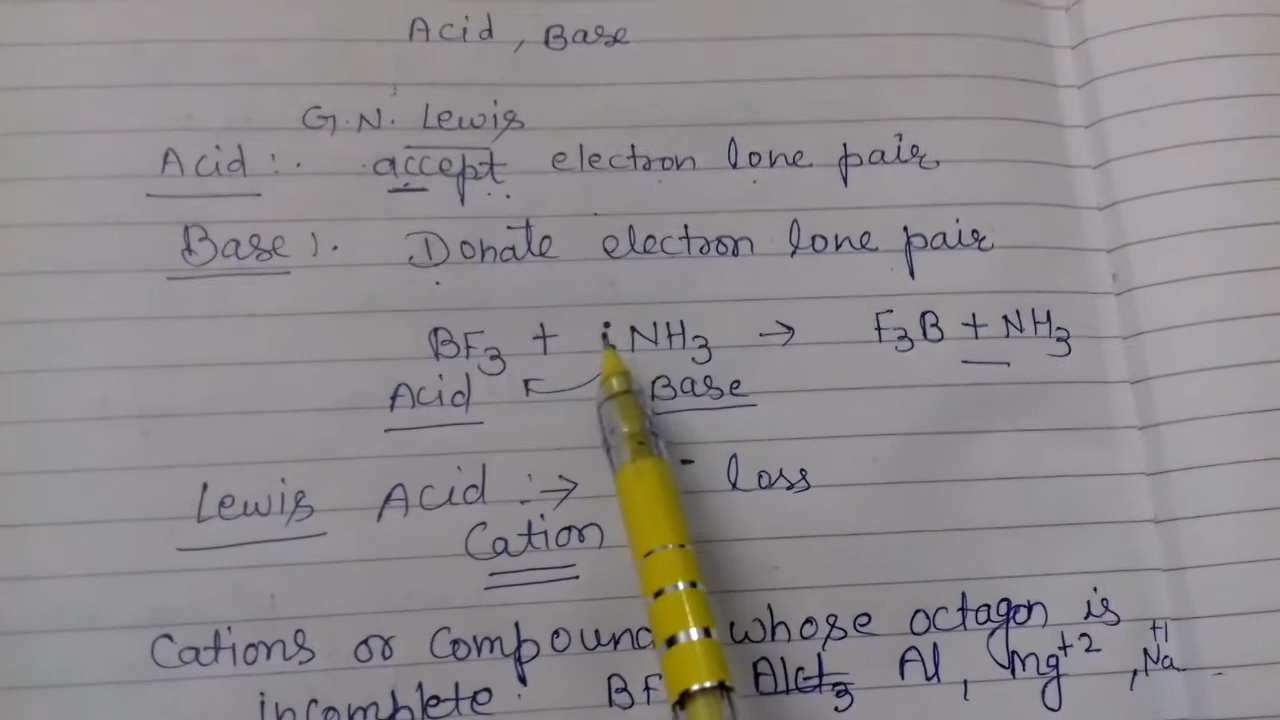 Acid, Base
G.N. Lewis
Acid :. accept electron lone pair
Base :. Donate electron lone pair
BF3 + :NH3 → F3B + NH3
Acid Base
Lewis Acid :→ - loss
Cation
Cations or compound whose octagon is
incomplete. BF AlCl3 Al, Mg+2, Na+1